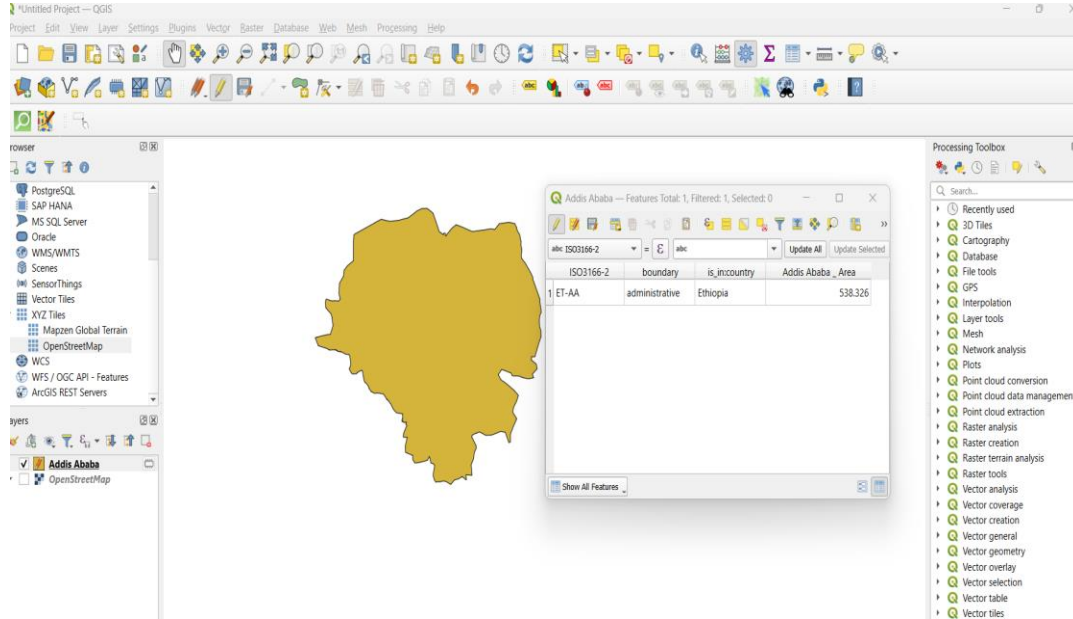 *Untitled Project — QGIS
Project Edit View Layer Settings Plugins Vector Raster Database Web Mesh Processing Help
rowser
PostgreSQL
SAP HANA
MS SQL Server
Oracle
WMS/WMTS
Scenes
SensorThings
Vector Tiles
XYZ Tiles
Mapzen Global Terrain
OpenStreetMap
WCS
WFS / OGC API - Features
ArcGIS REST Servers
ayers
Addis Ababa
OpenStreetMap
Addis Ababa — Features Total: 1, Filtered: 1, Selected: 0
abc ISO3166-2 = ε abc Update All Update Selected
ISO3166-2 boundary is_in:country Addis Ababa _ Area
1 ET-AA administrative Ethiopia 538.326
Show All Features
Processing Toolbox
Search...
Recently used
3D Tiles
Cartography
Database
File tools
GPS
Interpolation
Layer tools
Mesh
Network analysis
Plots
Point cloud conversion
Point cloud data managemen
Point cloud extraction
Raster analysis
Raster creation
Raster terrain analysis
Raster tools
Vector analysis
Vector coverage
Vector creation
Vector general
Vector geometry
Vector overlay
Vector selection
Vector table
Vector tiles